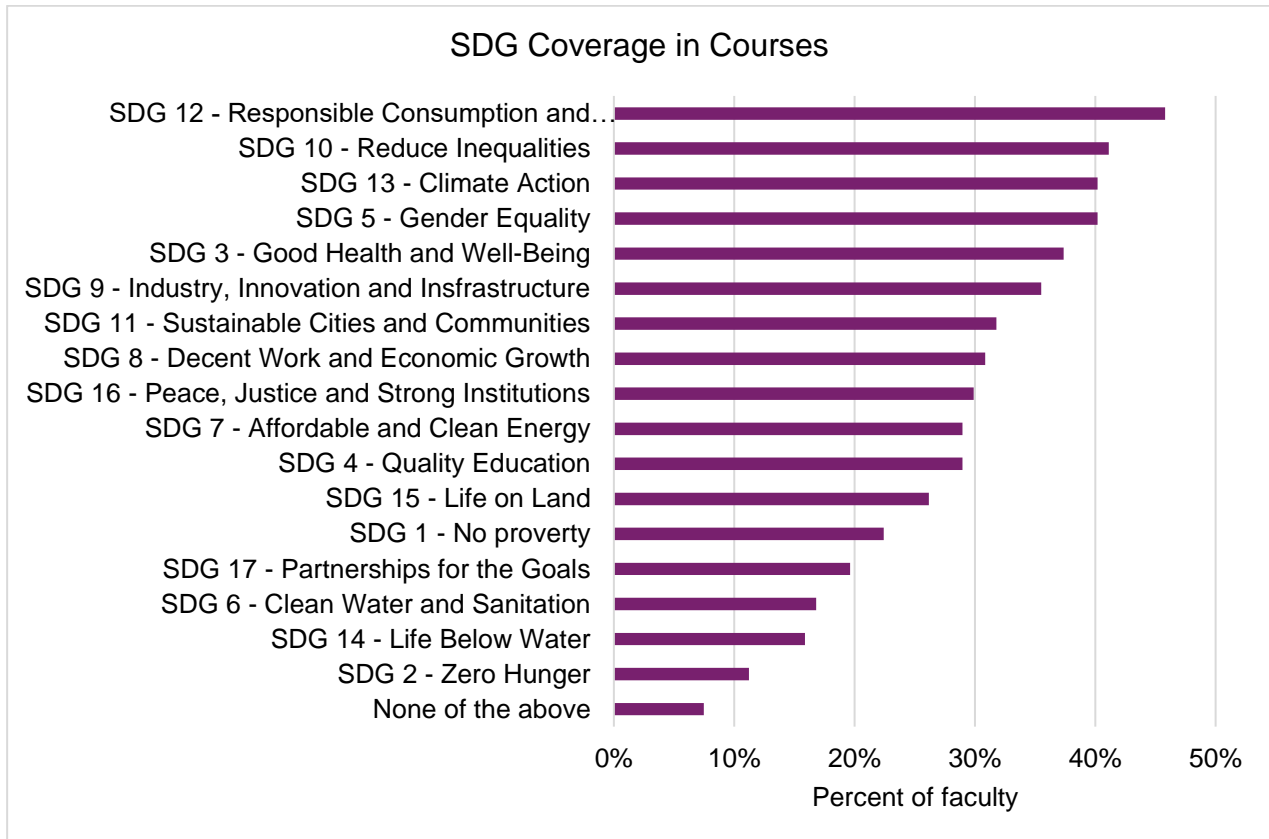 SDG Coverage in Courses
SDG 12 - Responsible Consumption and…
SDG 10 - Reduce Inequalities
SDG 13 - Climate Action
SDG 5 - Gender Equality
SDG 3 - Good Health and Well-Being
SDG 9 - Industry, Innovation and Insfrastructure
SDG 11 - Sustainable Cities and Communities
SDG 8 - Decent Work and Economic Growth
SDG 16 - Peace, Justice and Strong Institutions
SDG 7 - Affordable and Clean Energy
SDG 4 - Quality Education
SDG 15 - Life on Land
SDG 1 - No proverty
SDG 17 - Partnerships for the Goals
SDG 6 - Clean Water and Sanitation
SDG 14 - Life Below Water
SDG 2 - Zero Hunger
None of the above
0% 10% 20% 30% 40% 50%
Percent of faculty